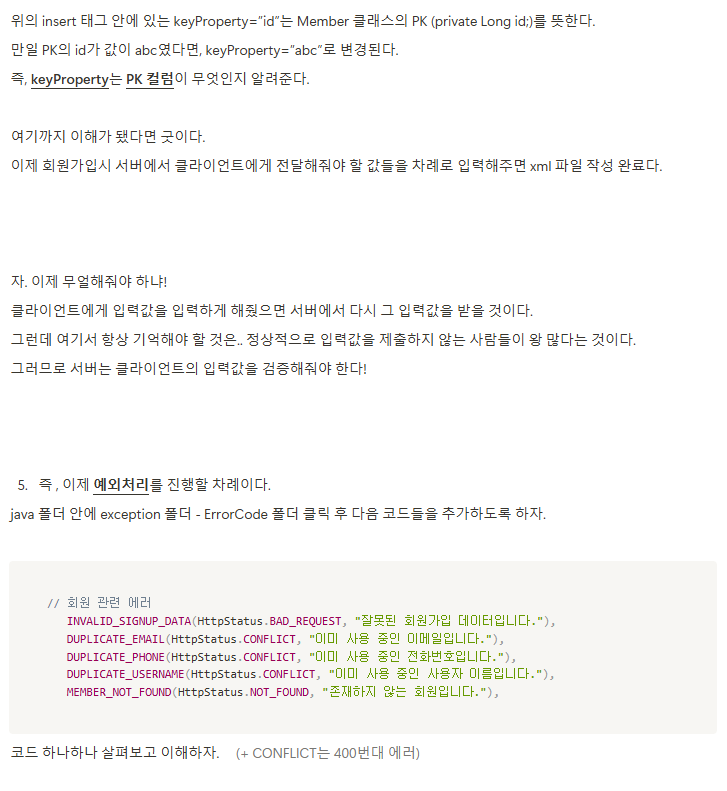 위의 insert 태그 안에 있는 keyProperty="id"는 Member 클래스의 PK (private Long id;)를 뜻한다.
만일 PK의 id가 값이 abc였다면, keyProperty="abc"로 변경된다.
즉, keyProperty는 PK 컬럼이 무엇인지 알려준다.
여기까지 이해가 됐다면 굿이다.
이제 회원가입시 서버에서 클라이언트에게 전달해줘야 할 값들을 차례로 입력해주면 xml 파일 작성 완료다.
자. 이제 무얼해줘야 하냐!
클라이언트에게 입력값을 입력하게 해줬으면 서버에서 다시 그 입력값을 받을 것이다.
그런데 여기서 항상 기억해야 할 것은.. 정상적으로 입력값을 제출하지 않는 사람들이 왕 많다는 것이다.
그러므로 서버는 클라이언트의 입력값을 검증해줘야 한다!
5. 즉 , 이제 예외처리를 진행할 차례이다.
java 폴더 안에 exception 폴더 - ErrorCode 폴더 클릭 후 다음 코드들을 추가하도록 하자.
// 회원 관련 에러
INVALID_SIGNUP_DATA(HttpStatus.BAD_REQUEST, "잘못된 회원가입 데이터입니다."),
DUPLICATE_EMAIL(HttpStatus.CONFLICT, "이미 사용 중인 이메일입니다."),
DUPLICATE_PHONE(HttpStatus.CONFLICT, "이미 사용 중인 전화번호입니다."),
DUPLICATE_USERNAME(HttpStatus.CONFLICT, "이미 사용 중인 사용자 이름입니다."),
MEMBER_NOT_FOUND(HttpStatus.NOT_FOUND, "존재하지 않는 회원입니다."),
코드 하나하나 살펴보고 이해하자. (+ CONFLICT는 400번대 에러)